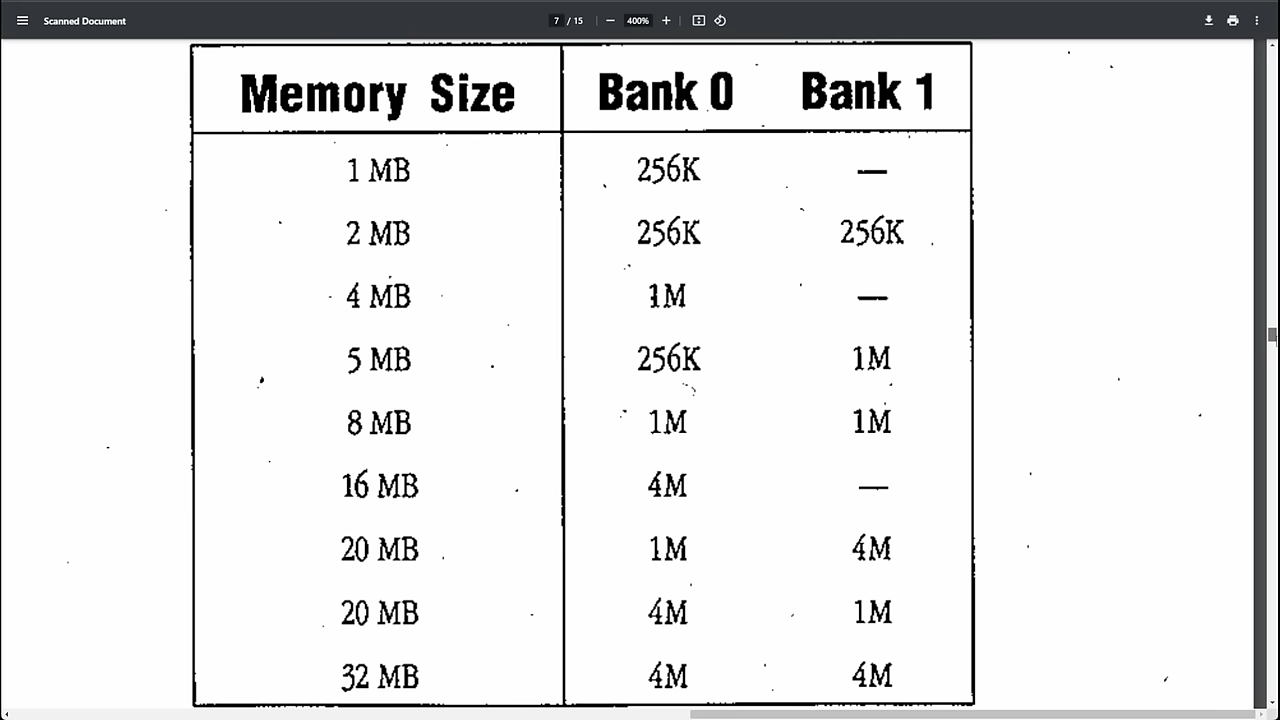 Scanned Document
7 / 15
400%
Memory Size Bank 0 Bank 1
1 MB 256K —
2 MB 256K 256K
4 MB 1M —
5 MB 256K 1M
8 MB 1M 1M
16 MB 4M —
20 MB 1M 4M
20 MB 4M 1M
32 MB 4M 4M